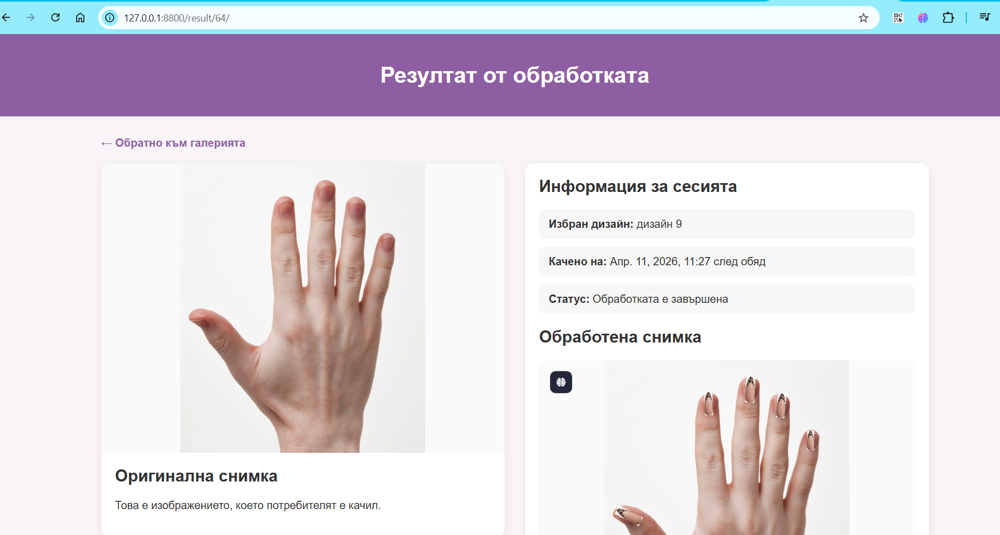 127.0.0.1:8800/result/64/
Резултат от обработката
← Обратно към галерията
Оригинална снимка
Това е изображението, което потребителят е качил.
Информация за сесията
Избран дизайн: дизайн 9
Качено на: Апр. 11, 2026, 11:27 след обяд
Статус: Обработката е завършена
Обработена снимка